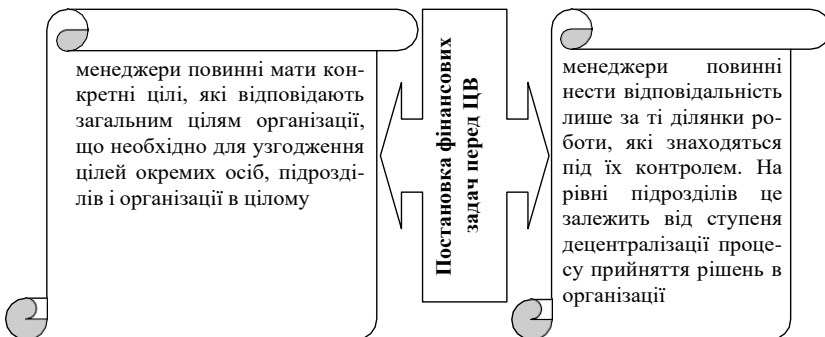 менеджери повинні мати кон-
кретні цілі, які відповідають
загальним цілям організації,
що необхідно для узгодження
цілей окремих осіб, підрозді-
лів і організації в цілому
Постановка фінансових
задач перед ЦВ
менеджери повинні
нести відповідальність
лише за ті ділянки ро-
боти, які знаходяться
під їх контролем. На
рівні підрозділів це
залежить від ступеня
децентралізації проце-
су прийняття рішень в
організації